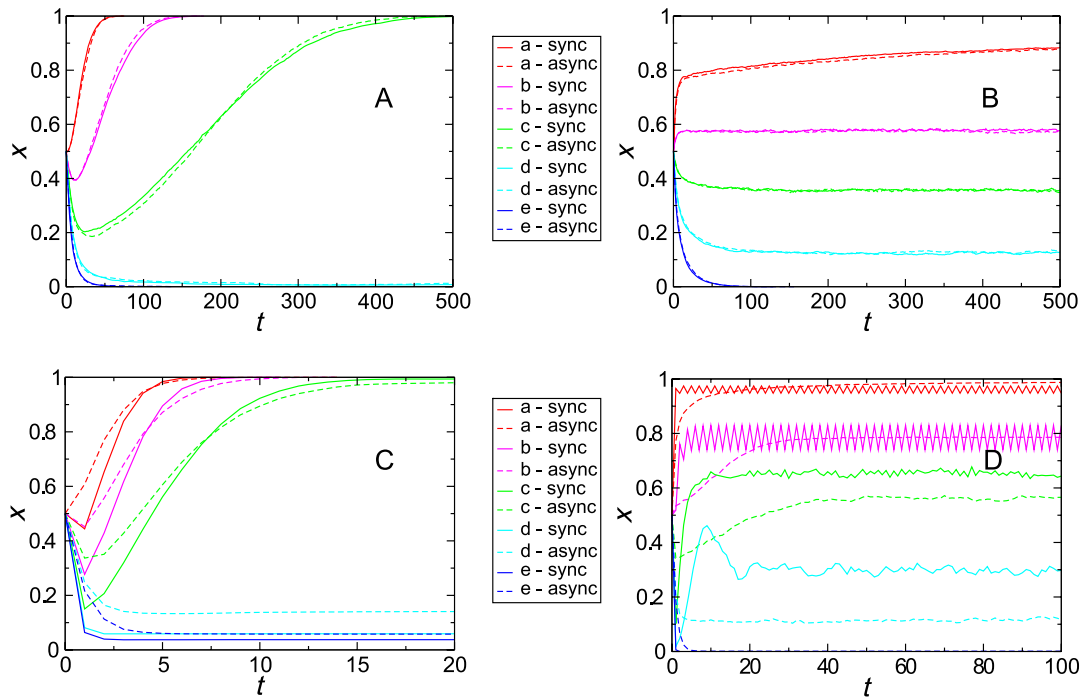 1
0.8
0.6
0.4
0.2
0
x
A
0 100 200 300 400 500
t
a - sync
a - async
b - sync
b - async
c - sync
c - async
d - sync
d - async
e - sync
e - async
1
0.8
0.6
0.4
0.2
0
x
B
0 100 200 300 400 500
t
1
0.8
0.6
0.4
0.2
0
x
C
0 5 10 15 20
t
a - sync
a - async
b - sync
b - async
c - sync
c - async
d - sync
d - async
e - sync
e - async
1
0.8
0.6
0.4
0.2
0
x
D
0 20 40 60 80 100
t